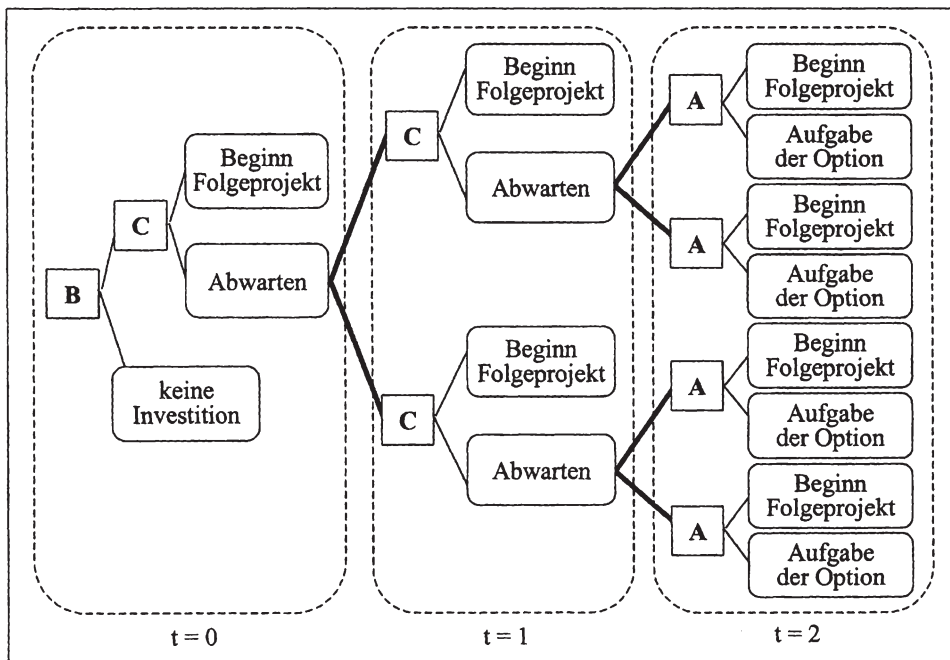 B
C
Beginn
Folgeprojekt
Abwarten
keine
Investition
t = 0
C
Beginn
Folgeprojekt
Abwarten
C
Beginn
Folgeprojekt
Abwarten
t = 1
A
Beginn
Folgeprojekt
Aufgabe
der Option
A
Beginn
Folgeprojekt
Aufgabe
der Option
A
Beginn
Folgeprojekt
Aufgabe
der Option
A
Beginn
Folgeprojekt
Aufgabe
der Option
t = 2